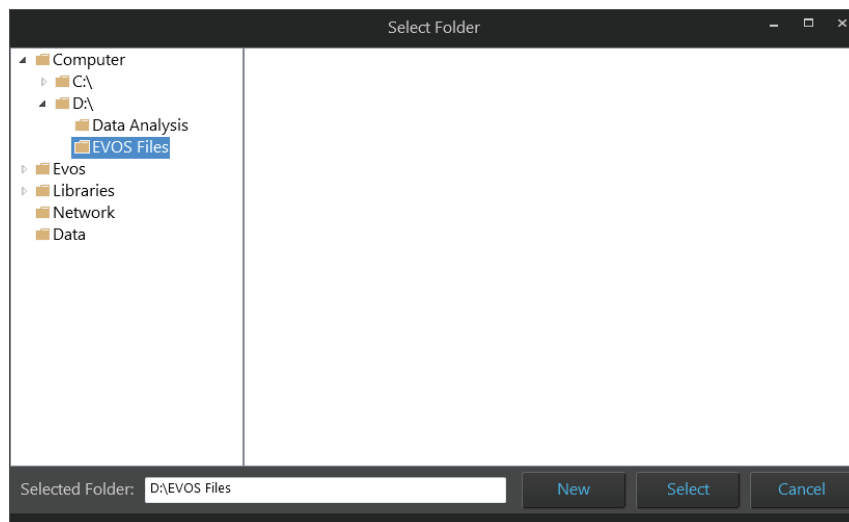 Select Folder
Computer
C:\
D:\
Data Analysis
EVOS Files
Evos
Libraries
Network
Data
Selected Folder: D:\EVOS Files New Select Cancel